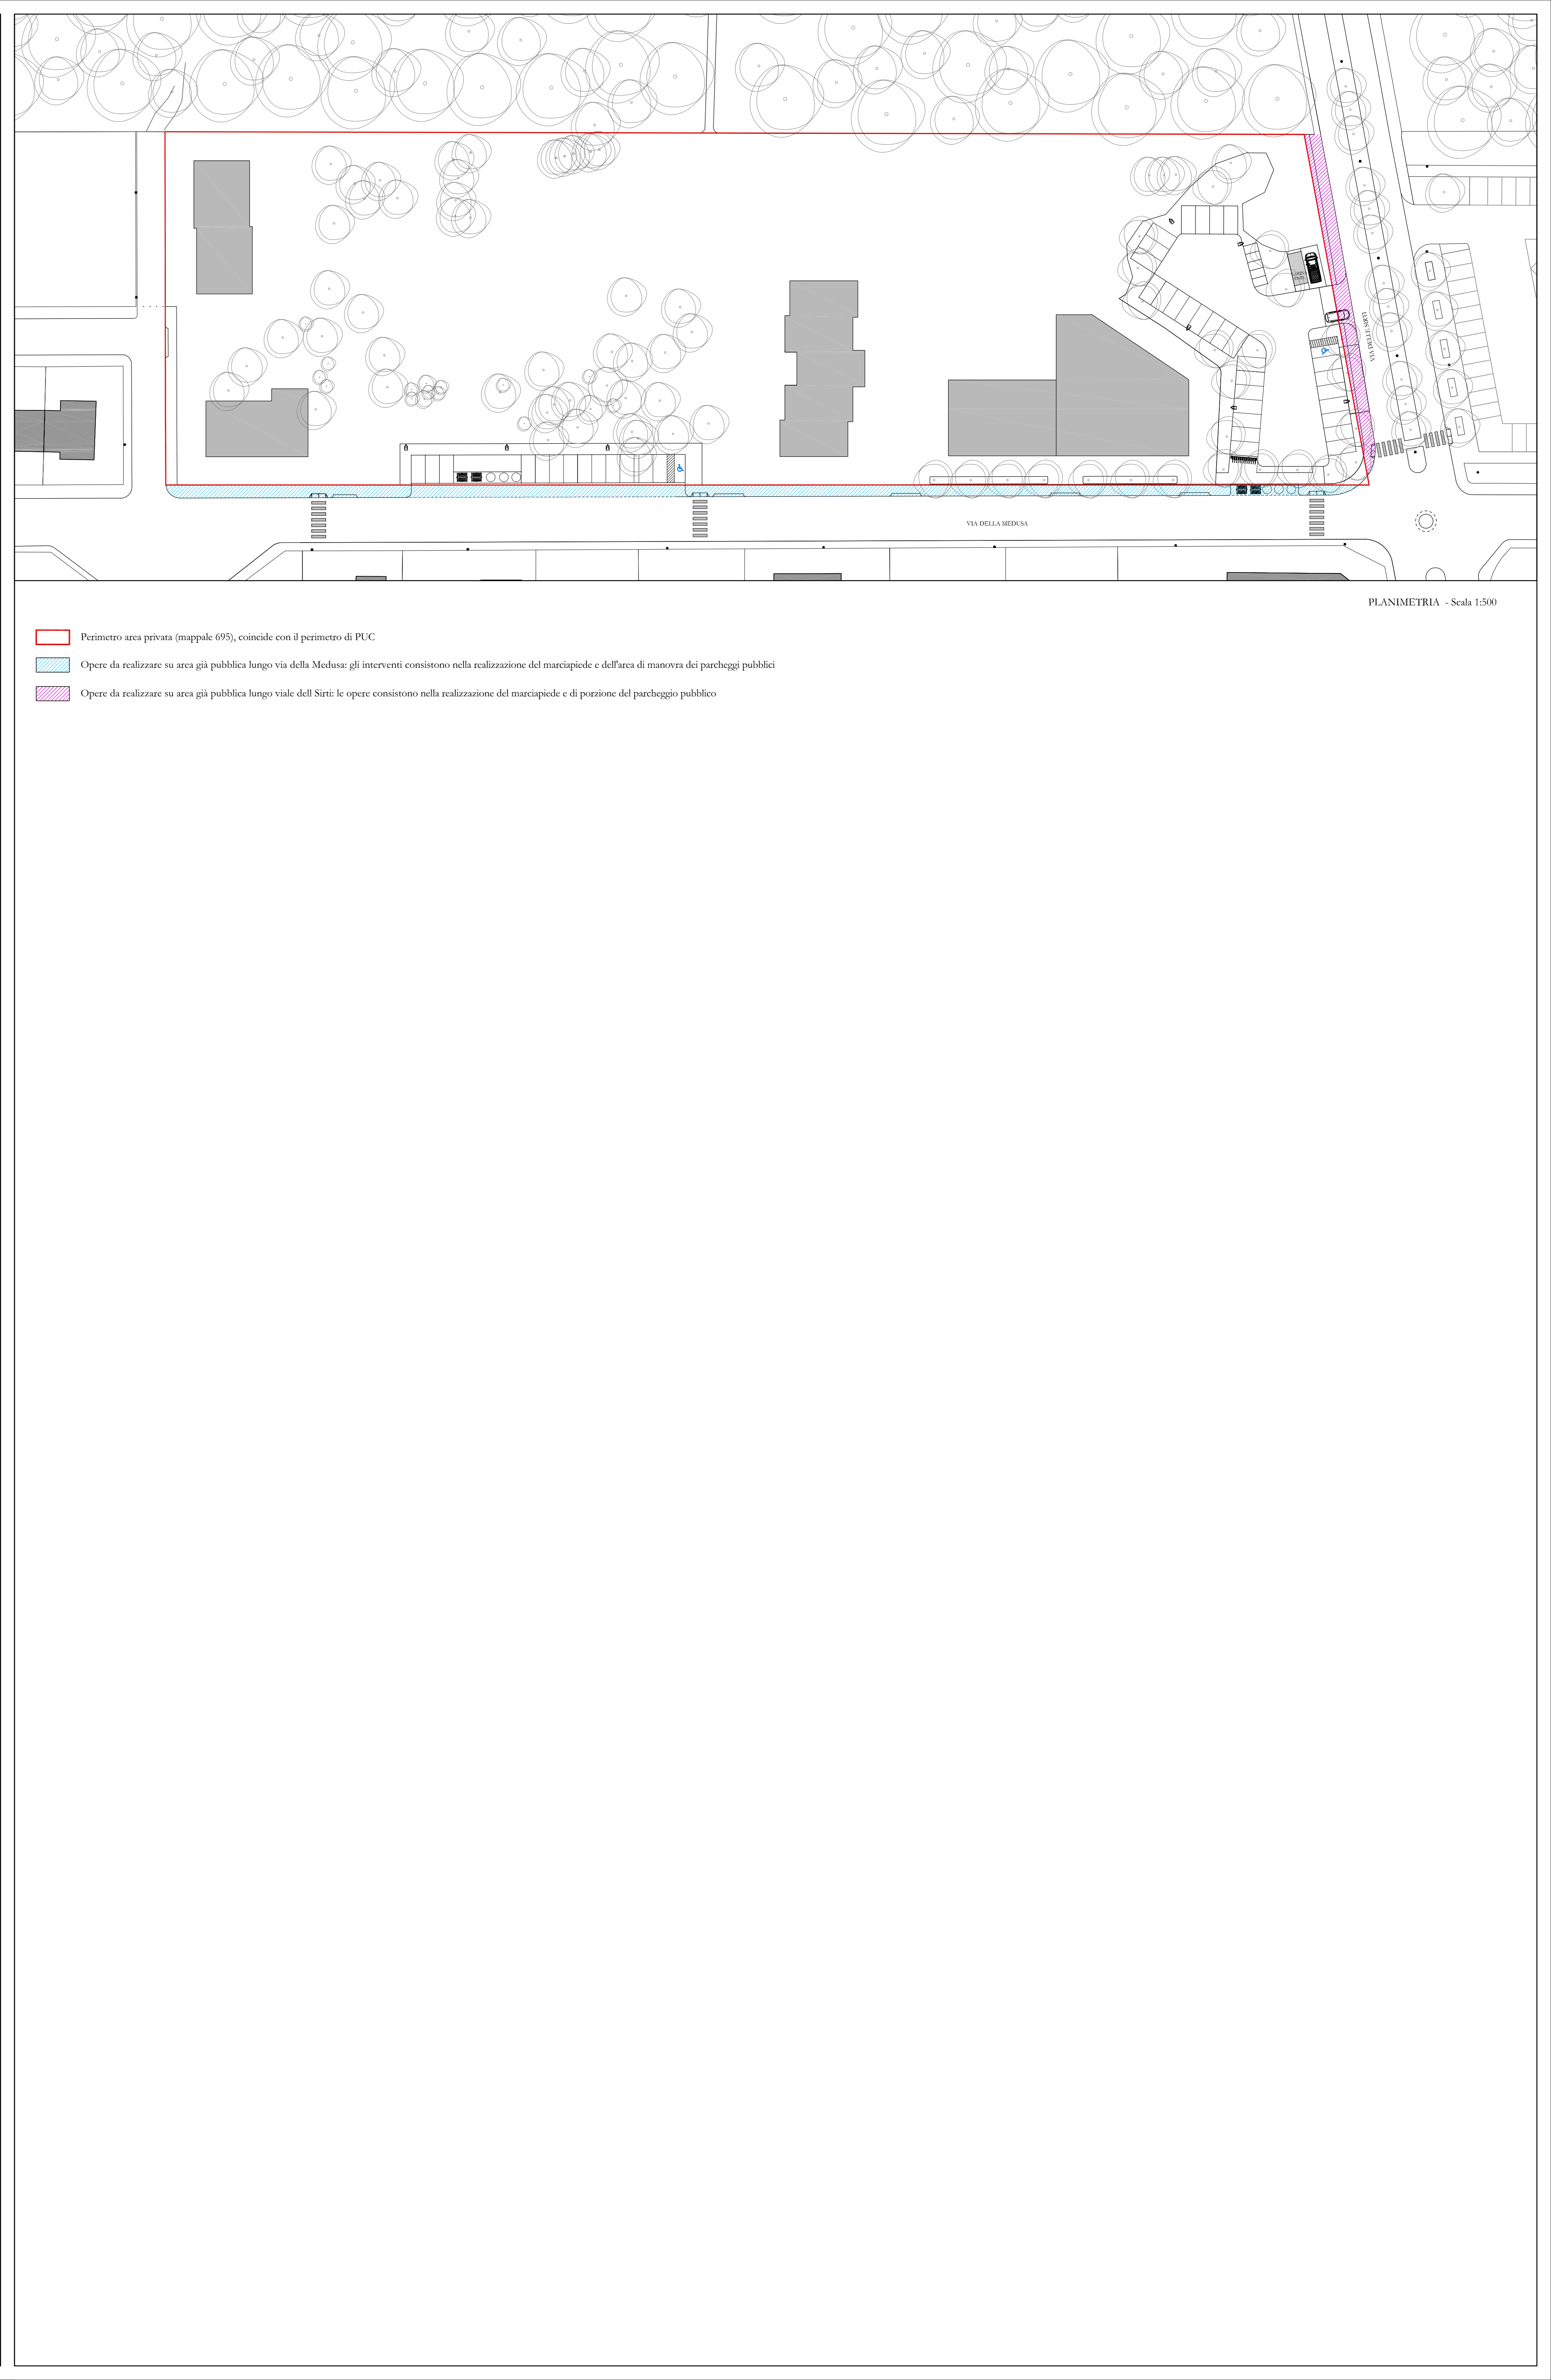 VIA DELLE SIRTI
VIA DELLA MEDUSA
PLANIMETRIA - Scala 1:500
Perimetro area privata (mappale 695), coincide con il perimetro di PUC
Opere da realizzare su area già pubblica lungo via della Medusa: gli interventi consistono nella realizzazione del marciapiede e dell'area di manovra dei parcheggi pubblici
Opere da realizzare su area già pubblica lungo viale dell Sirti: le opere consistono nella realizzazione del marciapiede e di porzione del parcheggio pubblico